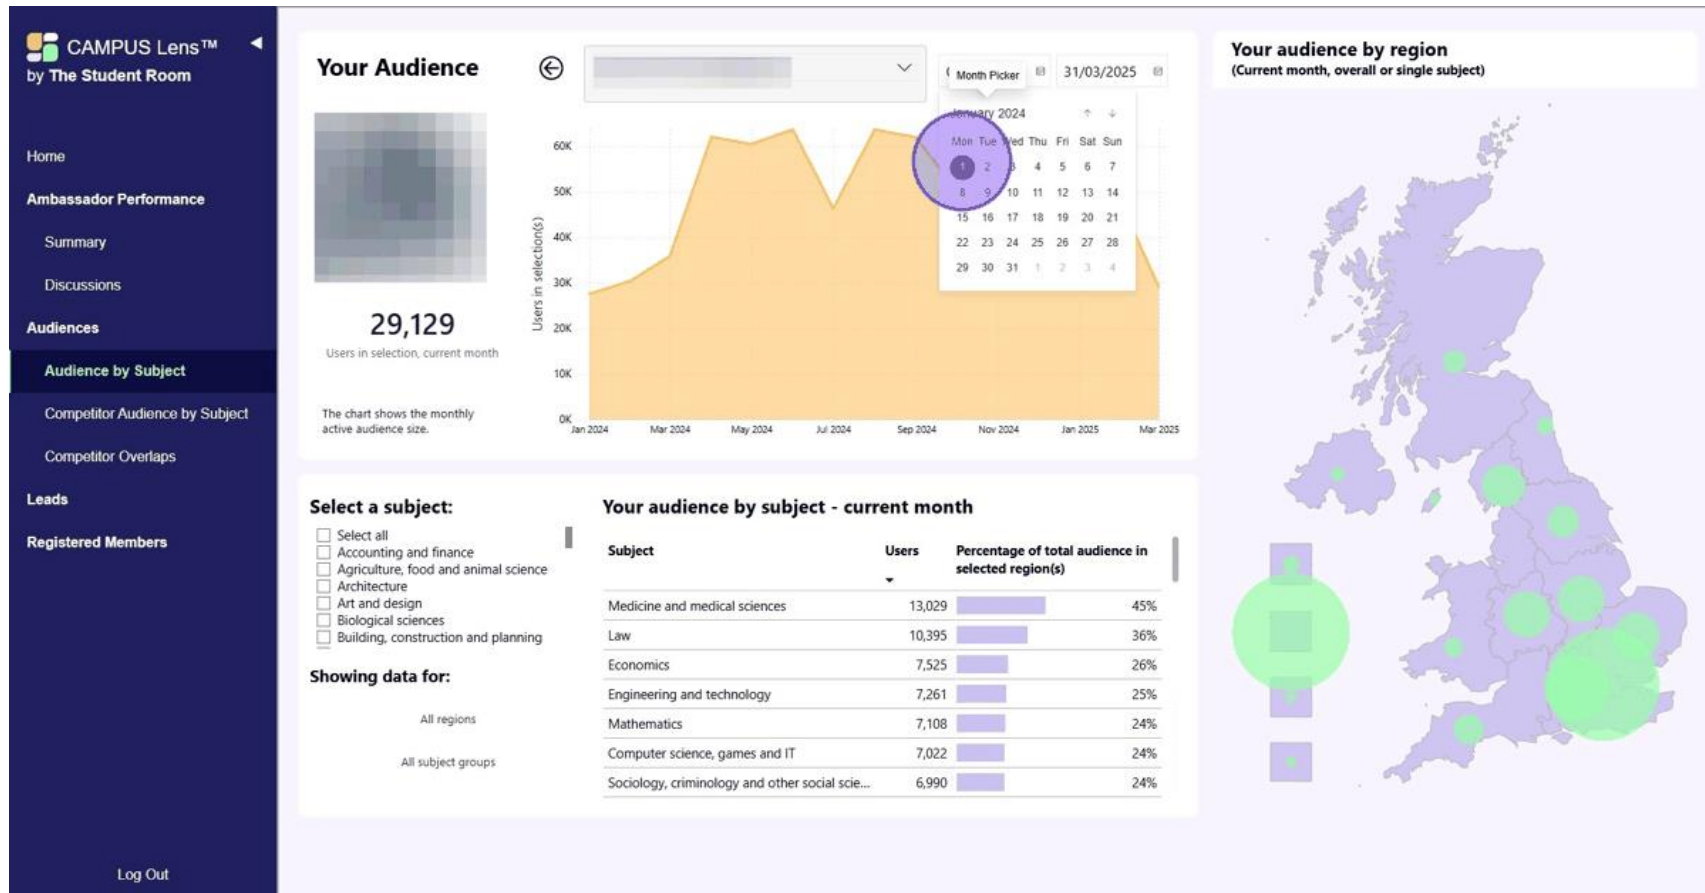 CAMPUS Lens™
by The Student Room
Home
Ambassador Performance
Summary
Discussions
Audiences
Audience by Subject
Competitor Audience by Subject
Competitor Overlaps
Leads
Registered Members
Log Out
Your Audience
31/03/2025
Month Picker
January 2024
Mon Tue Wed Thu Fri Sat Sun
1 2 3 4 5 6 7
8 9 10 11 12 13 14
15 16 17 18 19 20 21
22 23 24 25 26 27 28
29 30 31 1 2 3 4
29,129
Users in selection, current month
The chart shows the monthly
active audience size.
Users in selection(s)
60K
50K
40K
30K
20K
10K
0K
Jan 2024 Mar 2024 May 2024 Jul 2024 Sep 2024 Nov 2024 Jan 2025 Mar 2025
Select a subject:
Select all
Accounting and finance
Agriculture, food and animal science
Architecture
Art and design
Biological sciences
Building, construction and planning
Showing data for:
All regions
All subject groups
Your audience by subject - current month
Subject Users Percentage of total audience in
selected region(s)
Medicine and medical sciences 13,029 45%
Law 10,395 36%
Economics 7,525 26%
Engineering and technology 7,261 25%
Mathematics 7,108 24%
Computer science, games and IT 7,022 24%
Sociology, criminology and other social scie... 6,990 24%
Your audience by region
(Current month, overall or single subject)